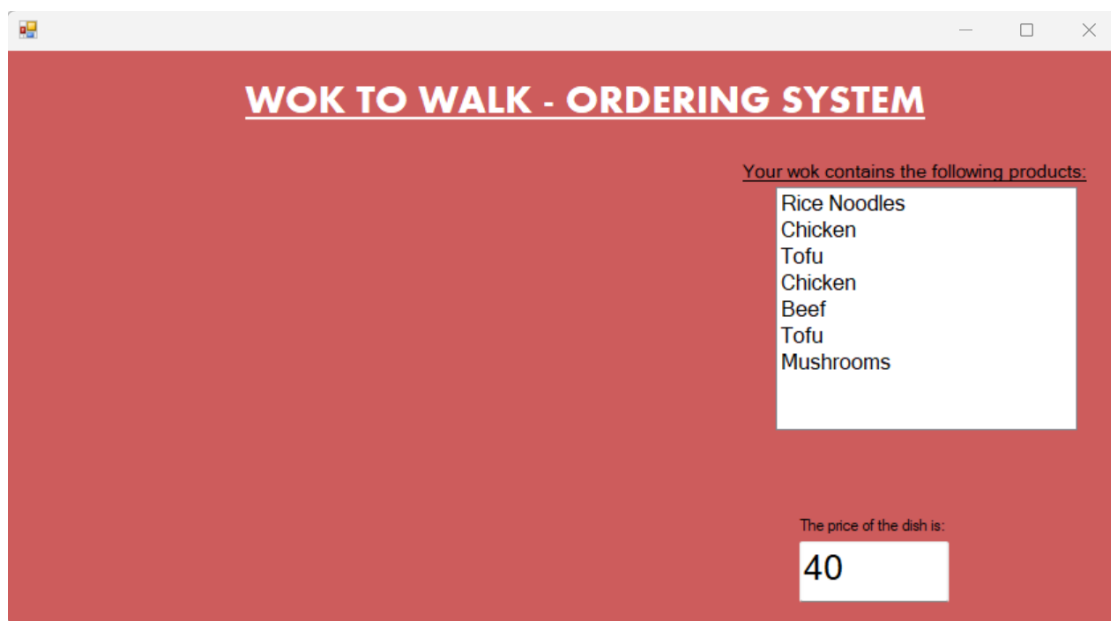 WOK TO WALK - ORDERING SYSTEM
Your wok contains the following products:
Rice Noodles
Chicken
Tofu
Chicken
Beef
Tofu
Mushrooms
The price of the dish is:
40